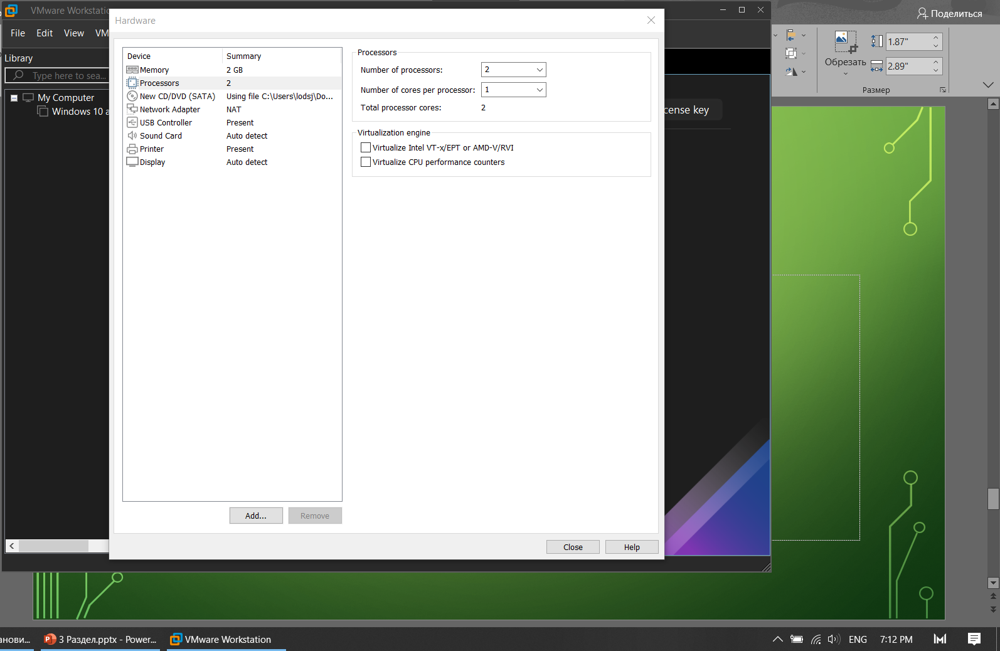 VMware Workstatio
Hardware
Поделиться
File Edit View VM
Library
Type here to sea...
My Computer
Windows 10 a
Device Summary
Memory 2 GB
Processors 2
New CD/DVD (SATA) Using file C:\Users\lodsj\Do...
Network Adapter NAT
USB Controller Present
Sound Card Auto detect
Printer Present
Display Auto detect
Add... Remove
Processors
Number of processors: 2
Number of cores per processor: 1
Total processor cores: 2
Virtualization engine
Virtualize Intel VT-x/EPT or AMD-V/RVI
Virtualize CPU performance counters
Close Help
cense key
Обрезать
1.87"
2.89"
Размер
анови...
3 Раздел.pptx - Power...
VMware Workstation
ENG
7:12 PM